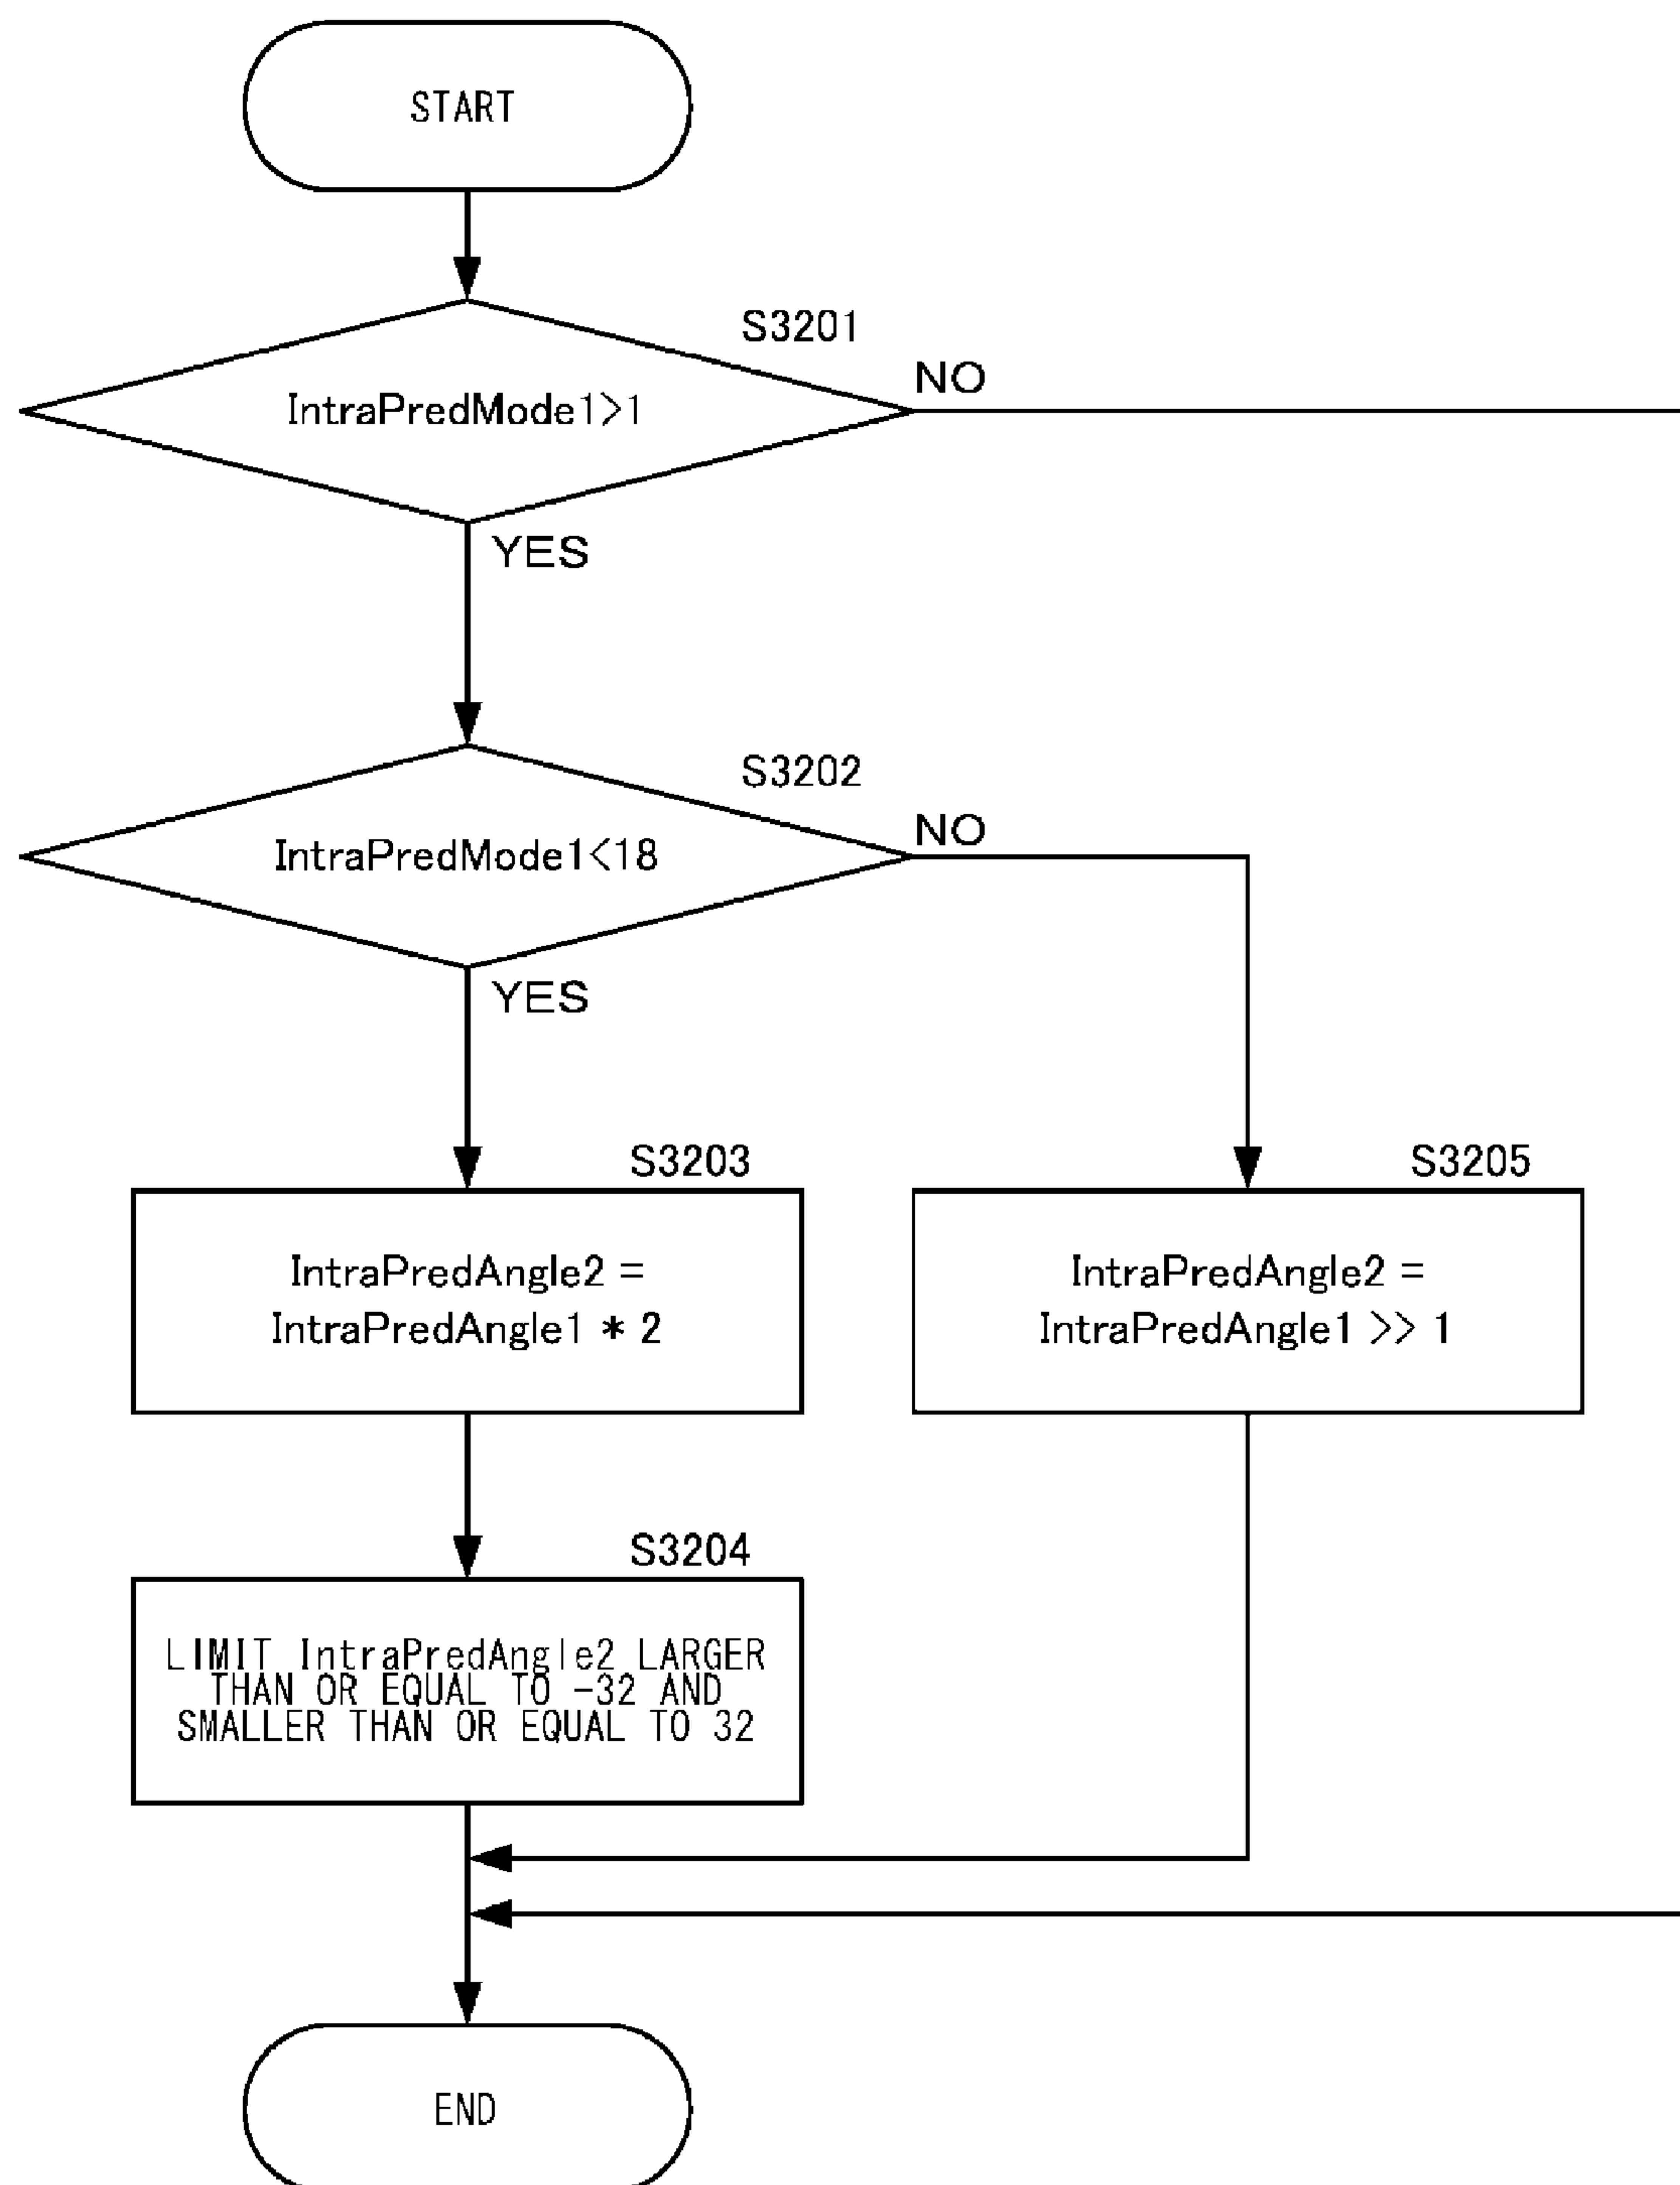 START
S3201
IntraPredMode1>1
NO
YES
S3202
IntraPredMode1<18
NO
YES
S3203
IntraPredAngle2 =
IntraPredAngle1 * 2
S3205
IntraPredAngle2 =
IntraPredAngle1 >> 1
S3204
LIMIT IntraPredAngle2 LARGER
THAN OR EQUAL TO -32 AND
SMALLER THAN OR EQUAL TO 32
END